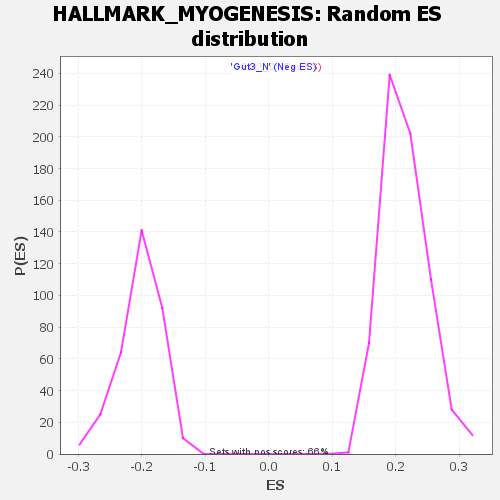 HALLMARK_MYOGENESIS: Random ES
distribution
'Gut3_N' (Neg ES)
240
220
200
180
160
140
120
100
80
60
40
20
0
P(ES)
Sets with pos scores: 66%
-0.3 -0.2 -0.1 0.0 0.1 0.2 0.3
ES